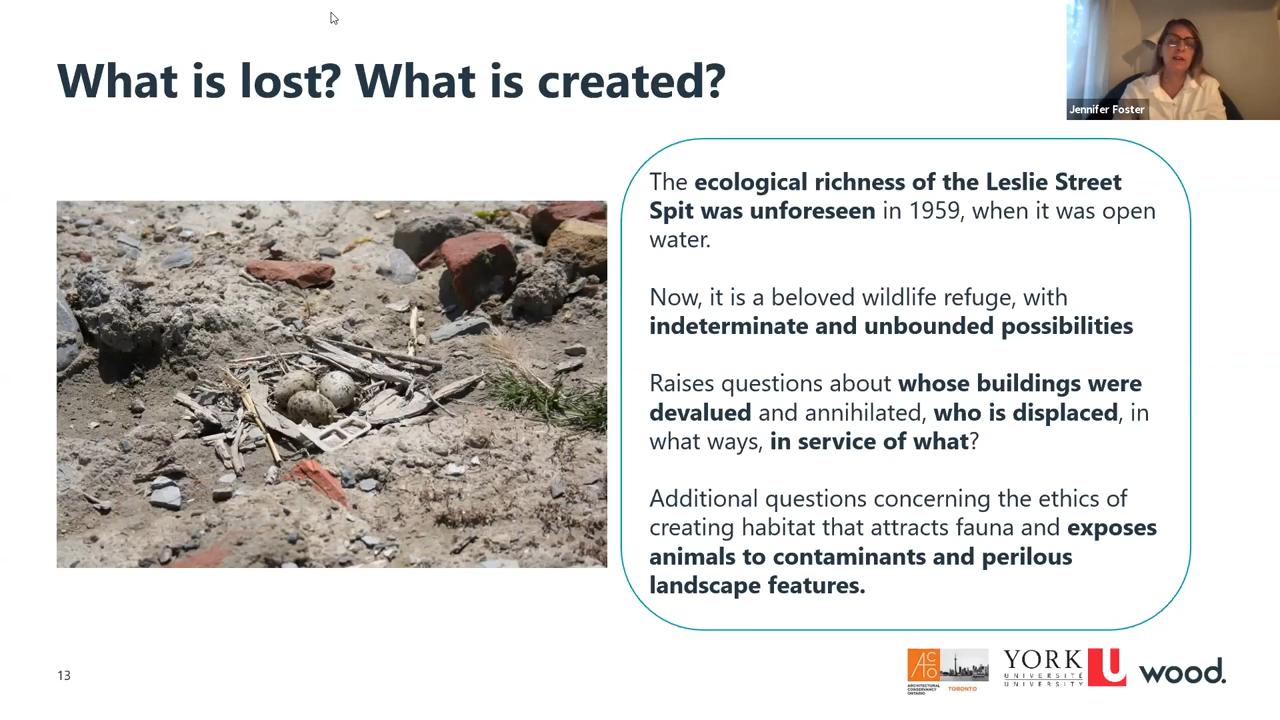 What is lost? What is created?
Jennifer Foster
The ecological richness of the Leslie Street
Spit was unforeseen in 1959, when it was open
water.
Now, it is a beloved wildlife refuge, with
indeterminate and unbounded possibilities
Raises questions about whose buildings were
devalued and annihilated, who is displaced, in
what ways, in service of what?
Additional questions concerning the ethics of
creating habitat that attracts fauna and exposes
animals to contaminants and perilous
landscape features.
13
ACO
ARCHITECTURAL
CONSERVANCY
ONTARIO
TORONTO
YORK
UNIVERSITÉ
UNIVERSITY
U
wood.